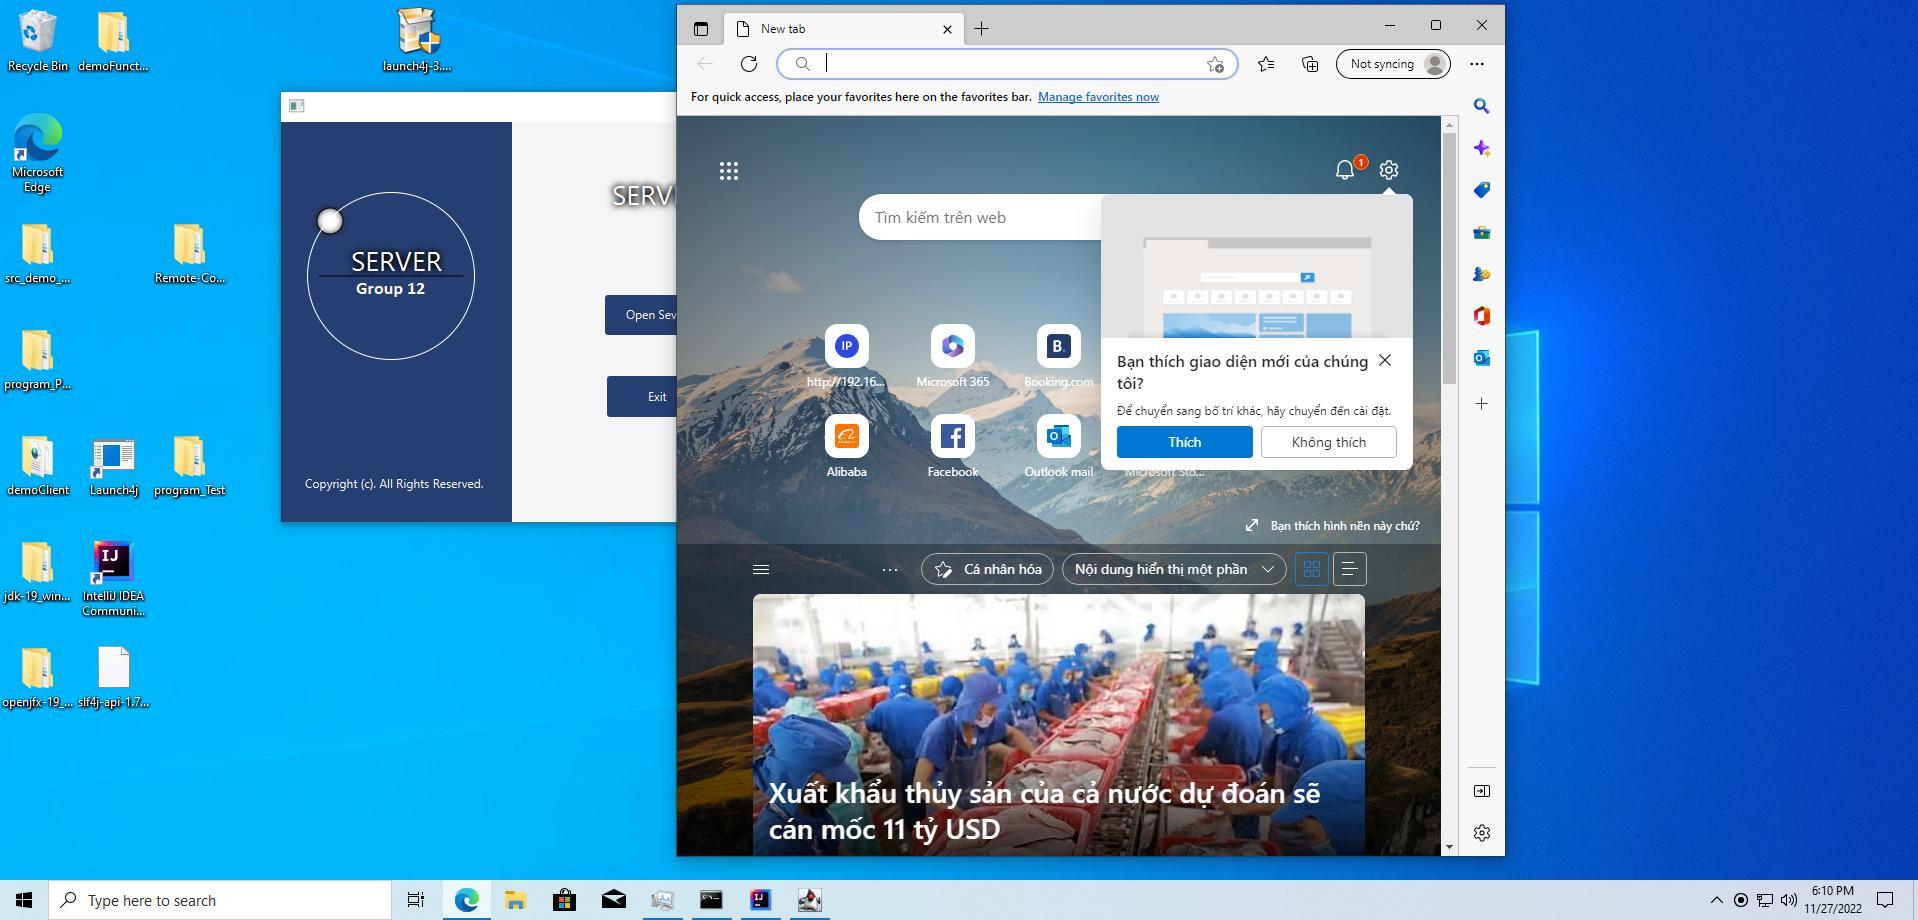 Recycle Bin
demoFunct...
launch4j-3....
Microsoft
Edge
src_demo_...
Remote-Co...
program_P...
demoClient
Launch4j
program_Test
jdk-19_win...
IntelliJ IDEA
Communi...
openjfx-19_...
slf4j-api-1.7...
SERVER
Group 12
Copyright (c). All Rights Reserved.
SERV
Open Sev
Exit
New tab
Not syncing
For quick access, place your favorites here on the favorites bar. Manage favorites now
1
Tìm kiếm trên web
IP
http://192.16...
Microsoft 365
B.
Booking.com
Alibaba
Facebook
Outlook mail
Microsoft Sto...
Bạn thích giao diện mới của chúng
tôi?
Để chuyển sang bố trí khác, hãy chuyển đến cài đặt.
Thích
Không thích
Bạn thích hình nền này chứ?
Cá nhân hóa
Nội dung hiển thị một phần
Xuất khẩu thủy sản của cả nước dự đoán sẽ
cán mốc 11 tỷ USD
Type here to search
6:10 PM
11/27/2022